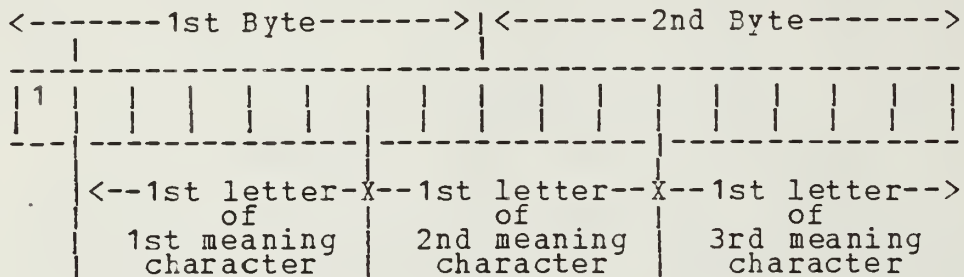 <-------1st Byte------->|<-------2nd Byte------->
1
<--1st letter-X--1st letter--X--1st letter-->
of of of
1st meaning 2nd meaning 3rd meaning
character character character